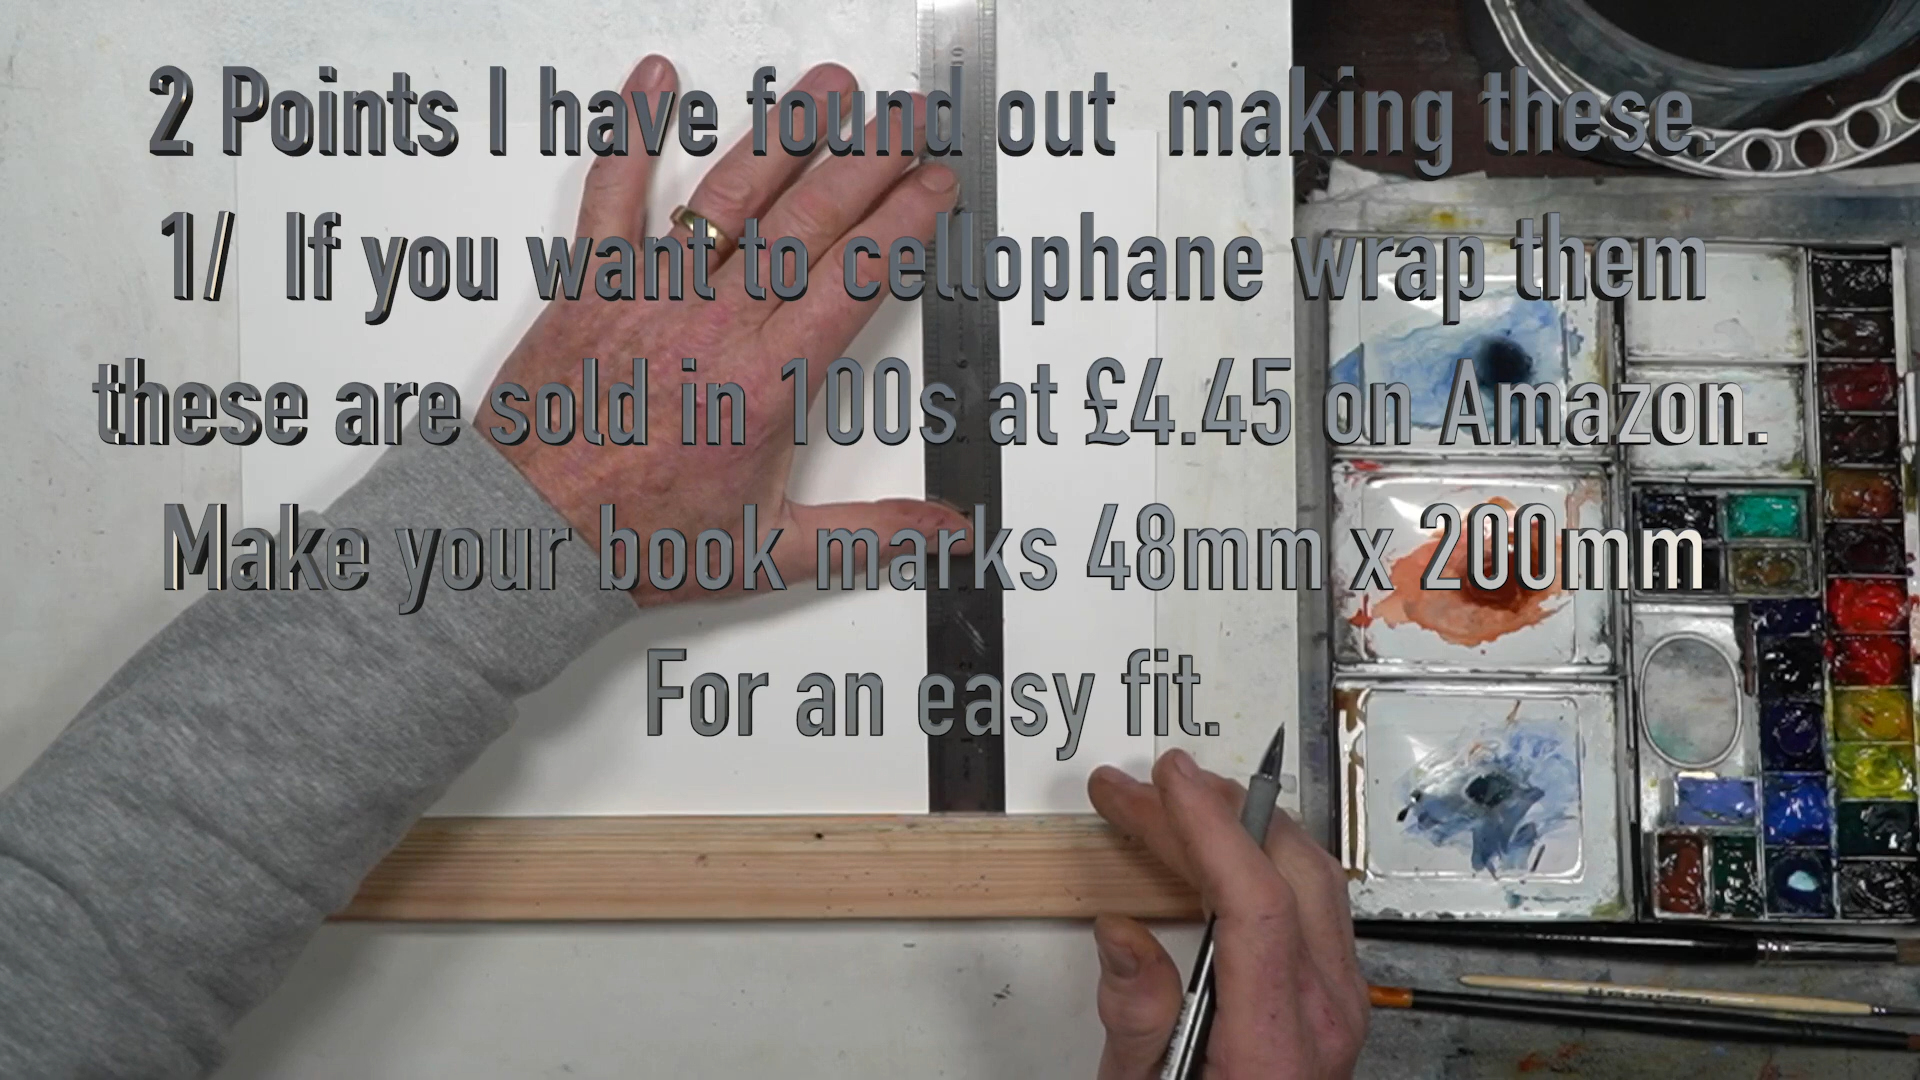 2 Points I have found out making these.
1/ If you want to cellophane wrap them
these are sold in 100s at £4.45 on Amazon.
Make your book marks 48mm x 200mm
For an easy fit.